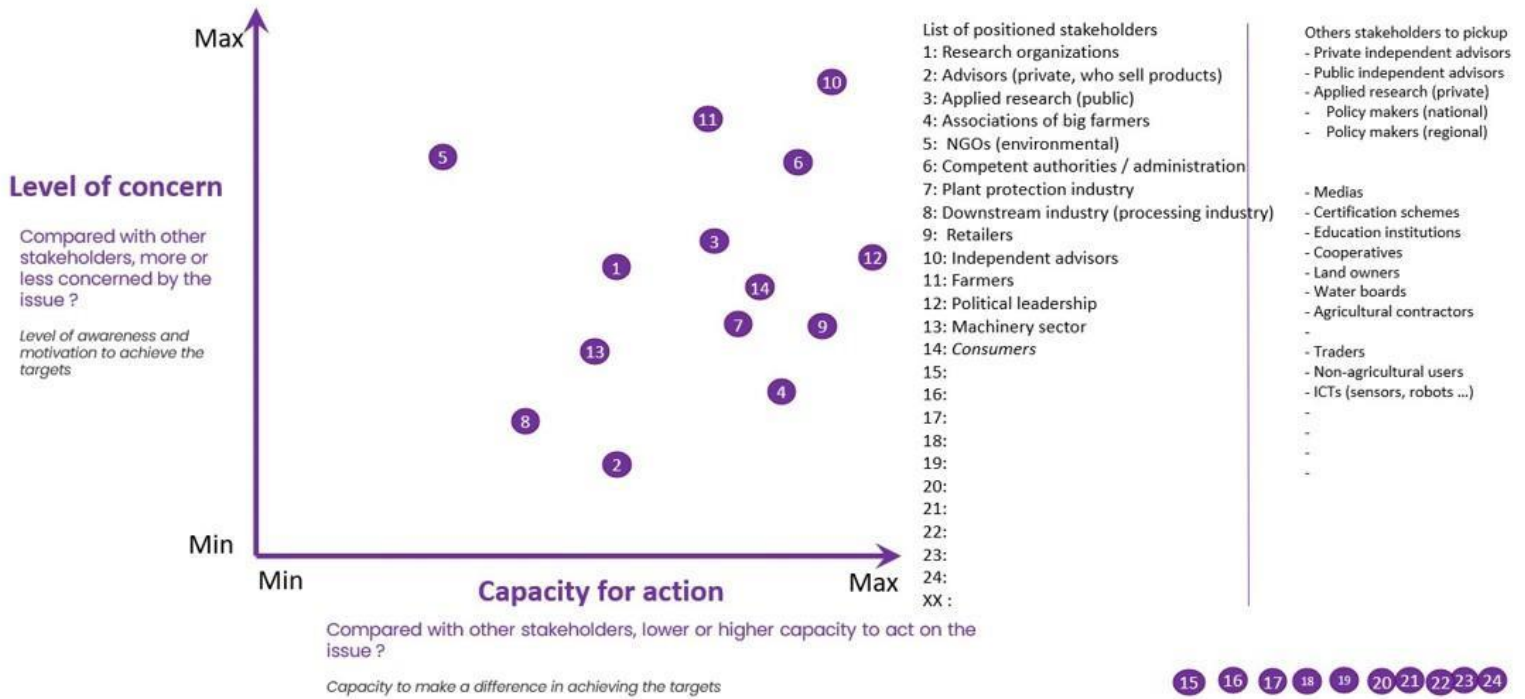 Max
10
11
5
6
Level of concern
Compared with other
stakeholders, more or
less concerned by the
issue ?
Level of awareness and
motivation to achieve the
targets
3
1
12
14
7
9
13
4
8
2
Min
Min
Max
Capacity for action
Compared with other stakeholders, lower or higher capacity to act on the
issue ?
Capacity to make a difference in achieving the targets
List of positioned stakeholders
1: Research organizations
2: Advisors (private, who sell products)
3: Applied research (public)
4: Associations of big farmers
5: NGOs (environmental)
6: Competent authorities / administration
7: Plant protection industry
8: Downstream industry (processing industry)
9: Retailers
10: Independent advisors
11: Farmers
12: Political leadership
13: Machinery sector
14: Consumers
15:
16:
17:
18:
19:
20:
21:
22:
23:
24:
XX :
Others stakeholders to pickup
- Private independent advisors
- Public independent advisors
- Applied research (private)
- Policy makers (national)
- Policy makers (regional)
- Medias
- Certification schemes
- Education institutions
- Cooperatives
- Land owners
- Water boards
- Agricultural contractors
-
- Traders
- Non-agricultural users
- ICTs (sensors, robots ...)
-
-
-
-
15 16 17 18 19 20 21 22 23 24